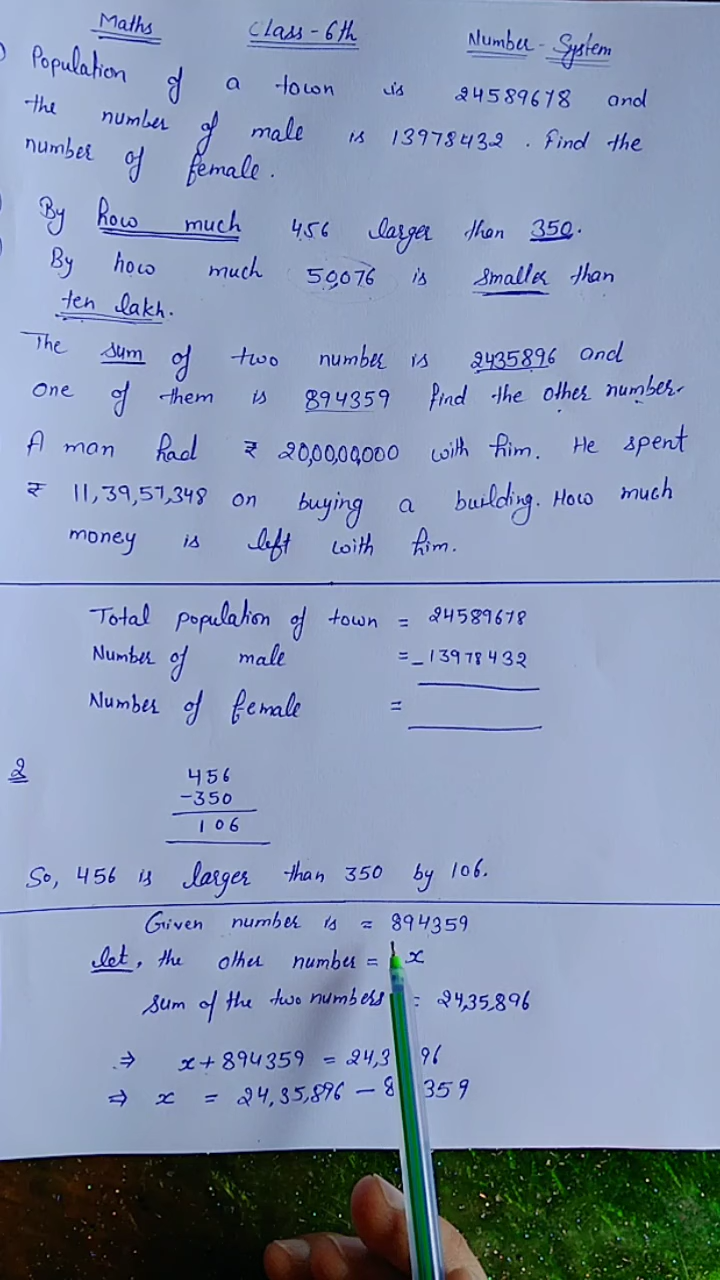 Maths Class-6th Number-System
Population of a town is 24589678 and
the number of male is 13978432. Find the
number of female.
By how much 456 larger than 350.
By how much 50,076 is smaller than
ten lakh.
The sum of two number is 2435896 and
one of them is 894359 find the other number.
A man had ₹ 20,00,00,000 with him. He spent
₹ 11,39,57,348 on buying a building. How much
money is left with him.
Total population of town = 24589678
Number of male = -13978432
Number of female =
2
456
-350
106
So, 456 is larger than 350 by 106.
Given number is = 894359
let, the other number = x
Sum of the two numbers = 24,35,896
⇒ x + 894359 = 24,3 96
⇒ x = 24,35,896 - 8 359